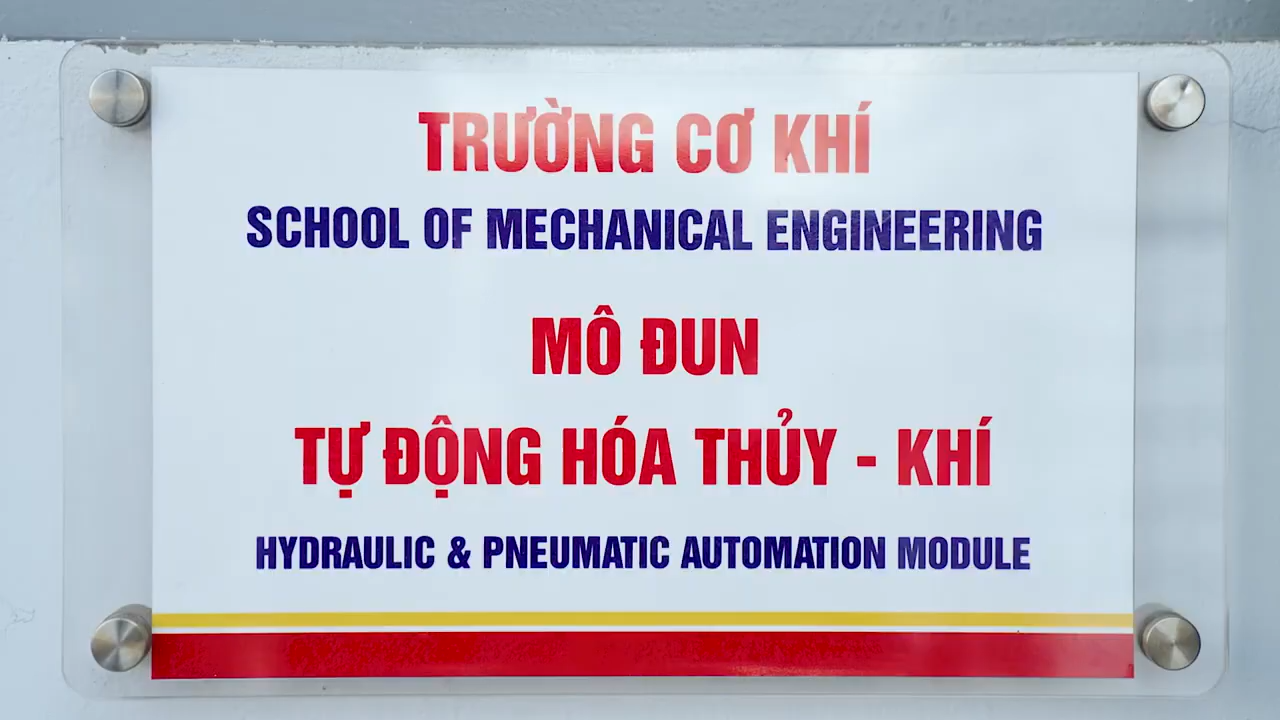 TRƯỜNG CƠ KHÍ
SCHOOL OF MECHANICAL ENGINEERING
MÔ ĐUN
TỰ ĐỘNG HÓA THỦY - KHÍ
HYDRAULIC & PNEUMATIC AUTOMATION MODULE